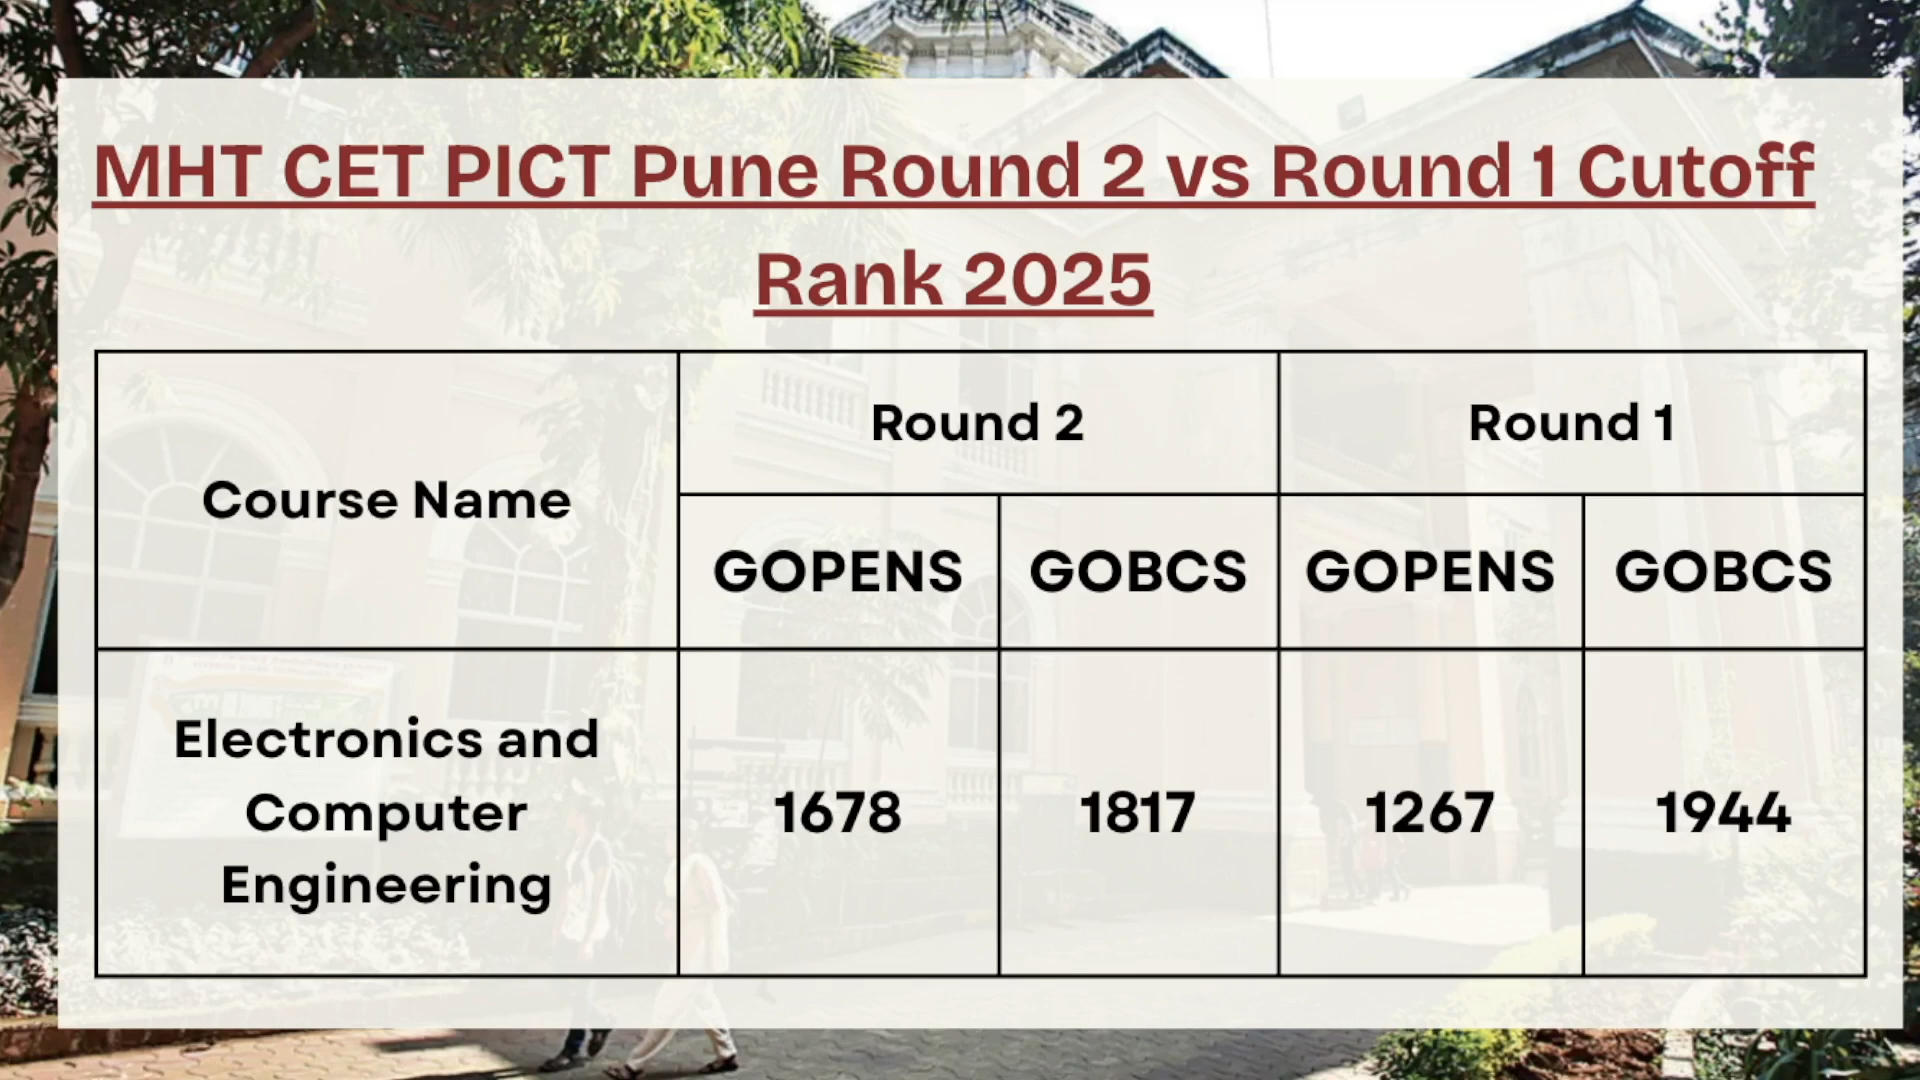 MHT CET PICT Pune Round 2 vs Round 1 Cutoff
Rank 2025
Course Name
Round 2
Round 1
GOPENS
GOBCS
GOPENS
GOBCS
Electronics and
Computer
Engineering
1678
1817
1267
1944